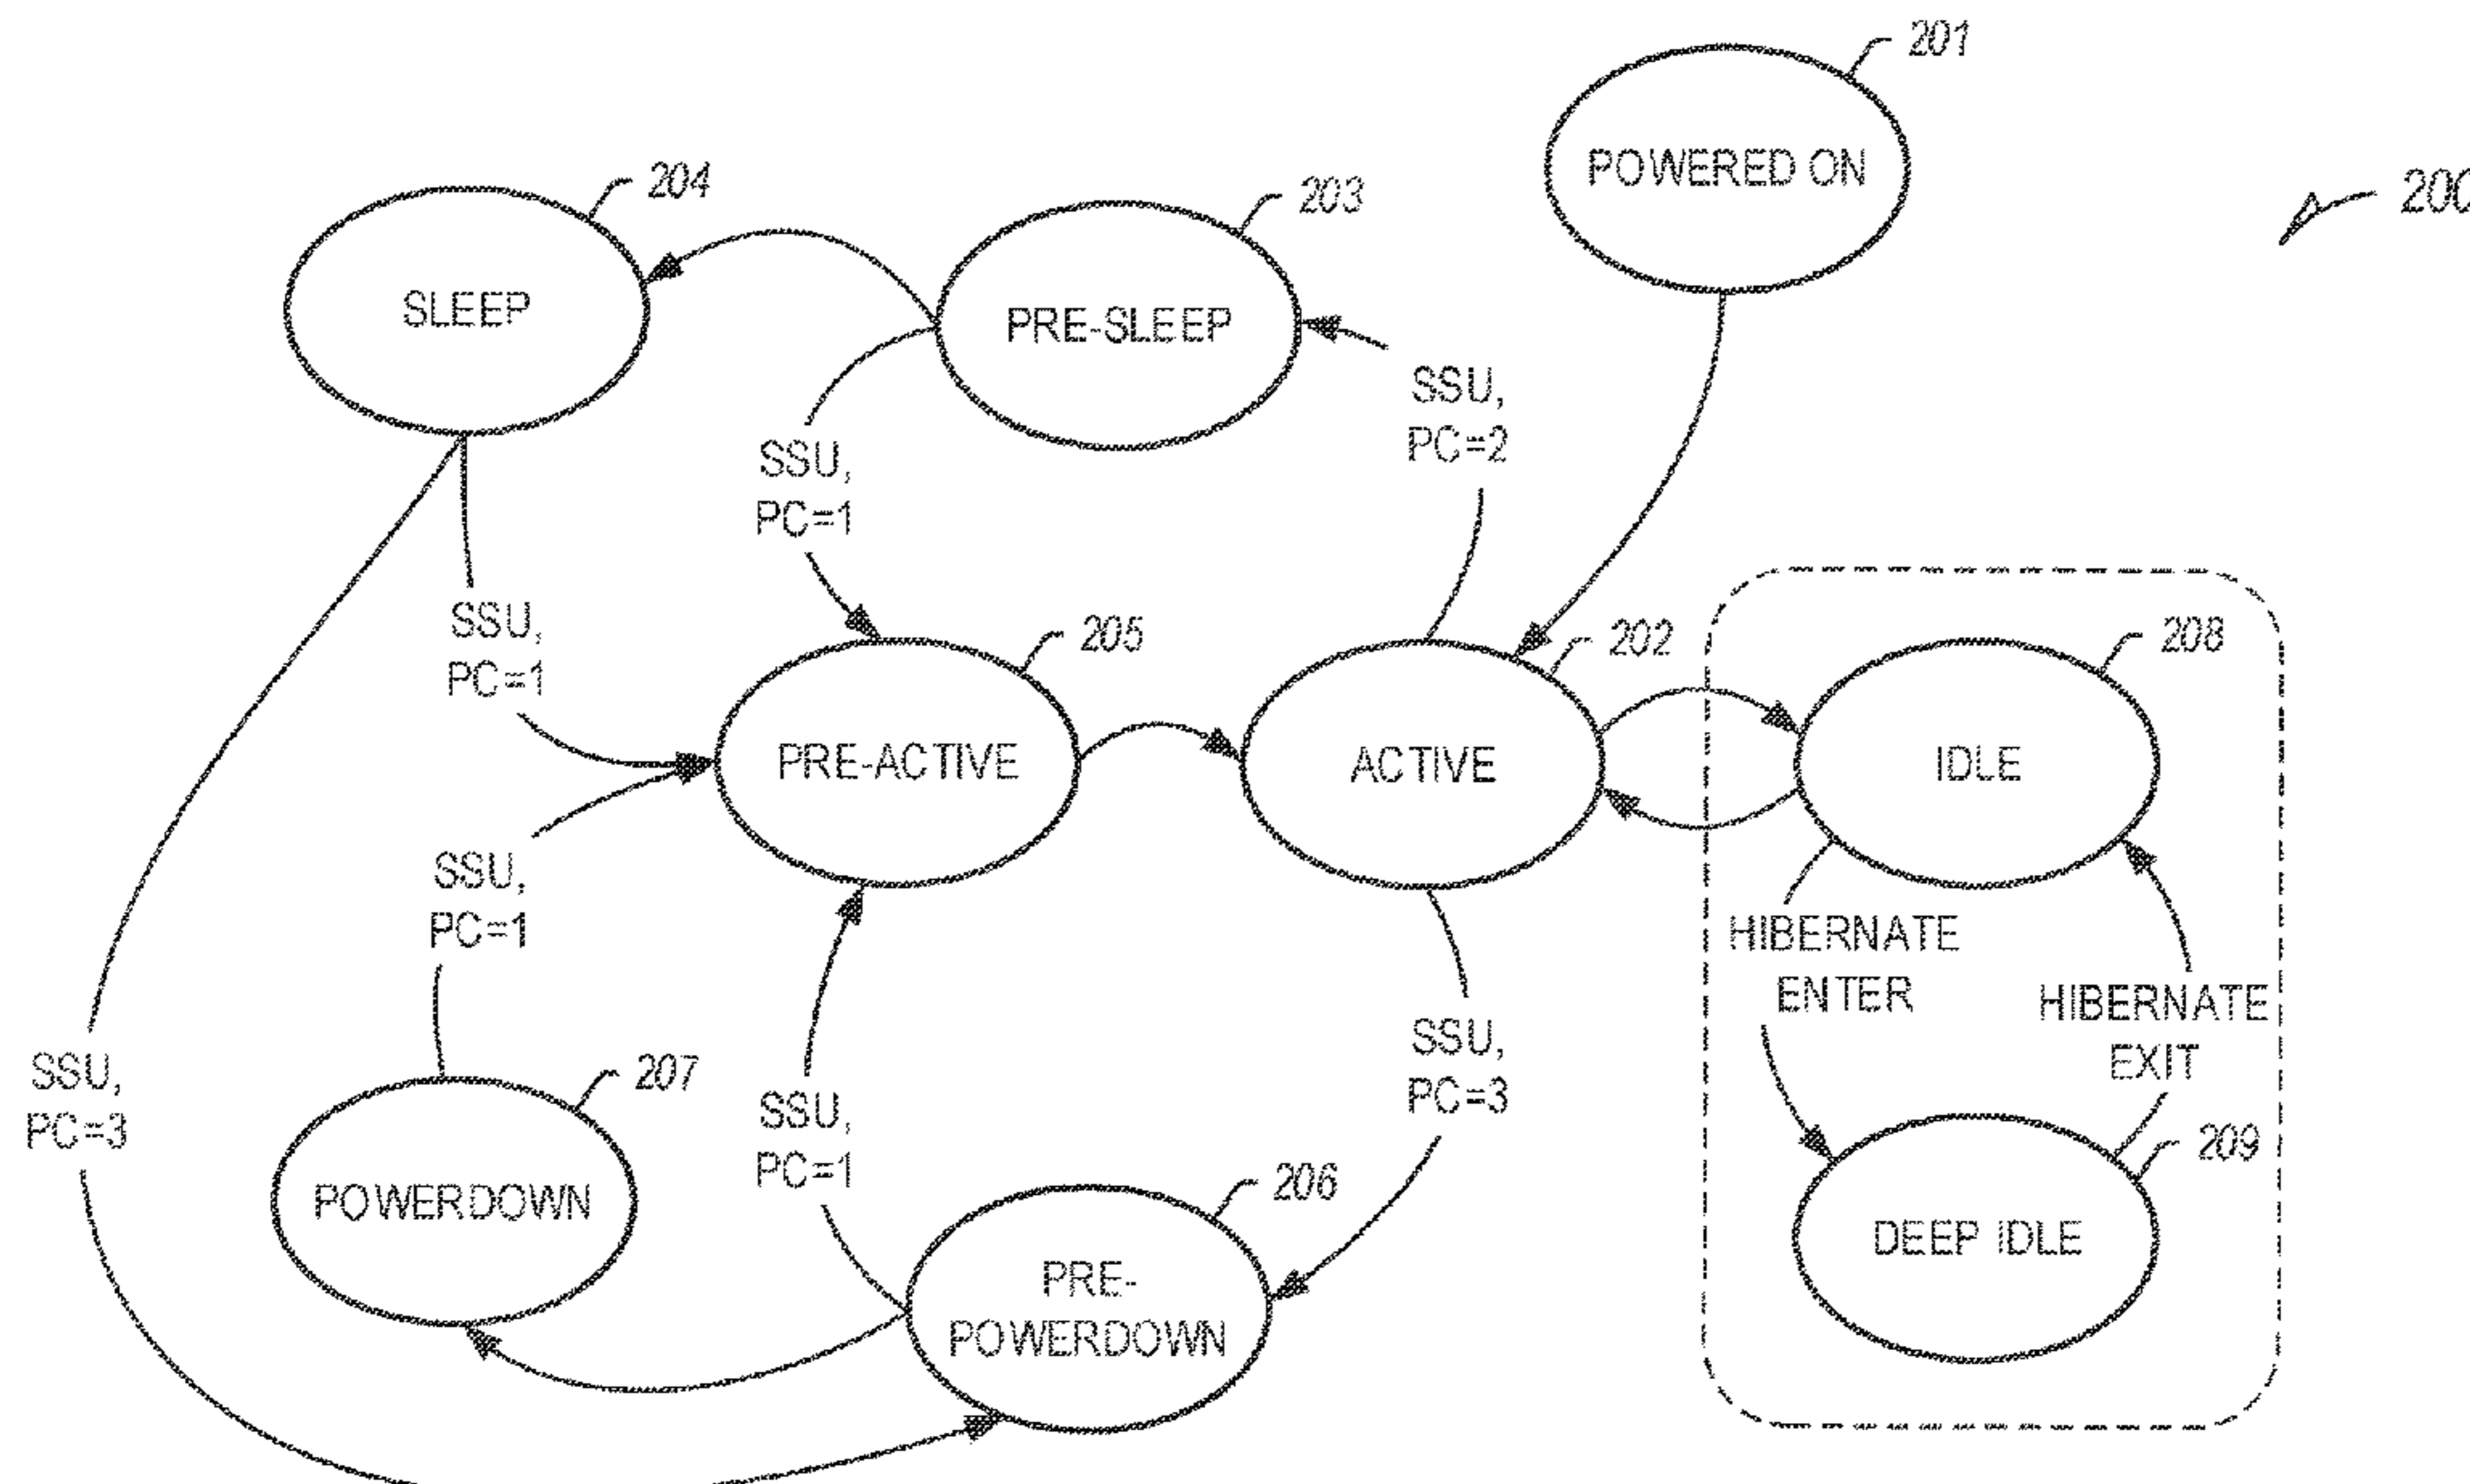 201
POWERED ON
200
204
203
SLEEP
PRE-SLEEP
SSU,
PC=2
SSU,
PC=1
SSU,
PC=1
205
202
208
PRE-ACTIVE
ACTIVE
IDLE
SSU,
PC=1
HIBERNATE
ENTER
HIBERNATE
EXIT
SSU,
PC=3
SSU,
PC=3
207
SSU,
PC=1
209
POWERDOWN
206
DEEP IDLE
PRE-
POWERDOWN